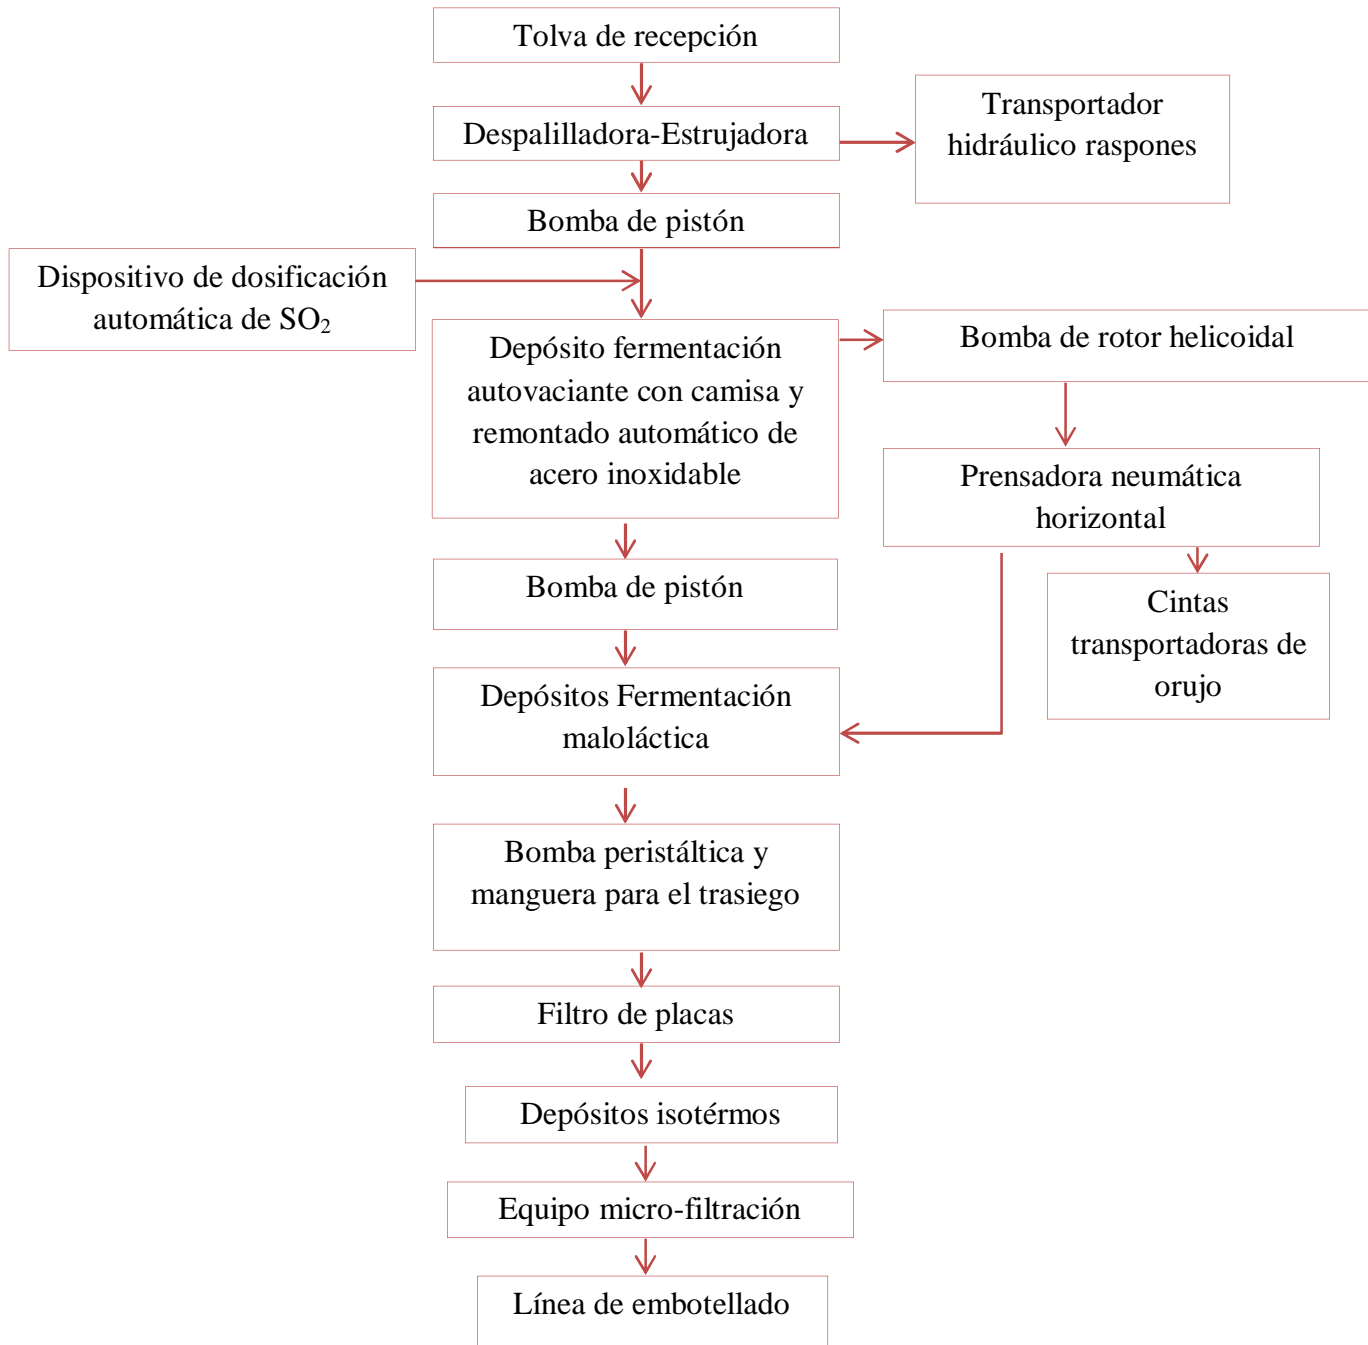 Tolva de recepción
Despalilladora-Estrujadora
Transportador
hidráulico raspones
Bomba de pistón
Dispositivo de dosificación
automática de SO₂
Depósito fermentación
autovaciante con camisa y
remontado automático de
acero inoxidable
Bomba de rotor helicoidal
Prensadora neumática
horizontal
Bomba de pistón
Cintas
transportadoras de
orujo
Depósitos Fermentación
maloláctica
Bomba peristáltica y
manguera para el trasiego
Filtro de placas
Depósitos isotérmos
Equipo micro-filtración
Línea de embotellado